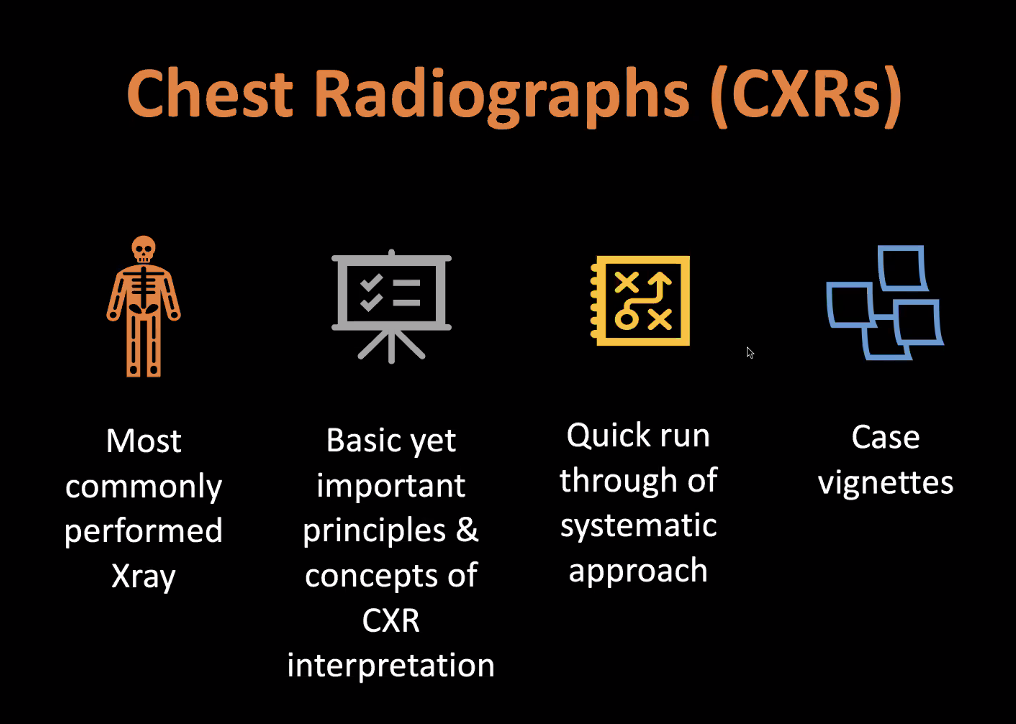 Chest Radiographs (CXRs)
Most
commonly
performed
Xray
Basic yet
important
principles &
concepts of
CXR
interpretation
Quick run
through of
systematic
approach
Case
vignettes